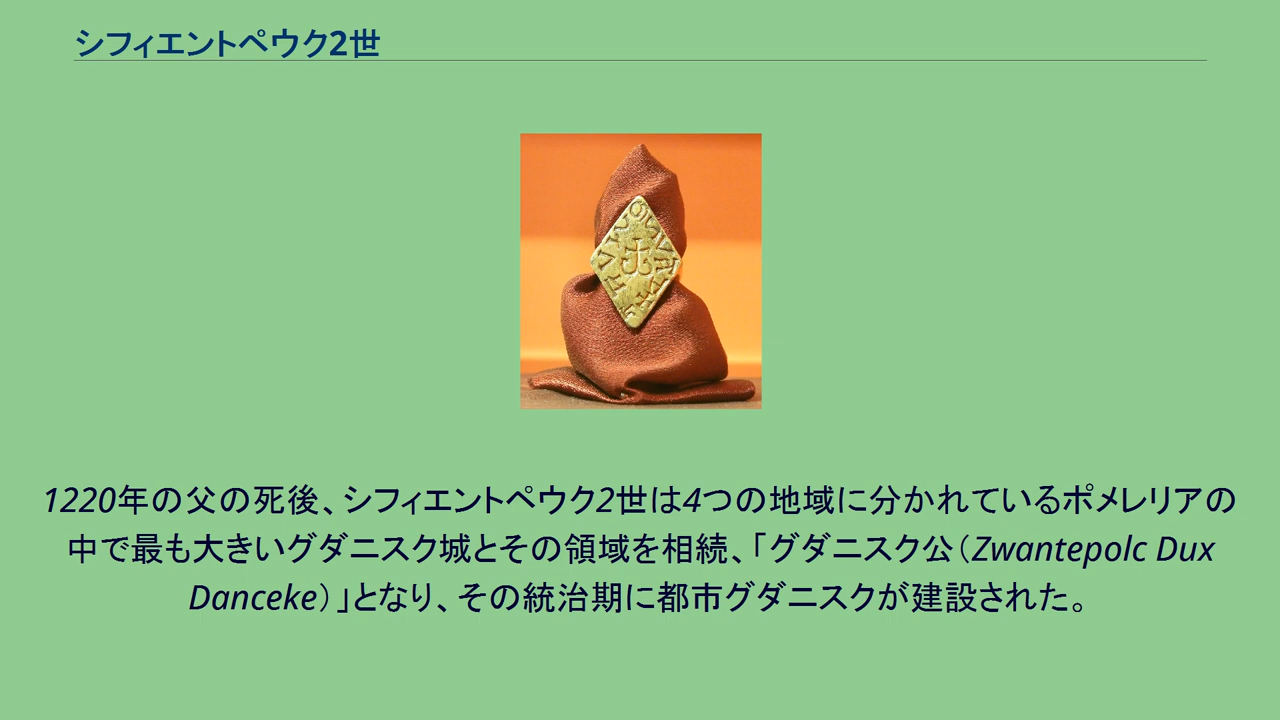 シフィエントペウク2世
1220年の父の死後、シフィエントペウク2世は4つの地域に分かれているポメレリアの
中で最も大きいグダニスク城とその領域を相続、「グダニスク公（Zwantepolc Dux
Danceke）」となり、その統治期に都市グダニスクが建設された。